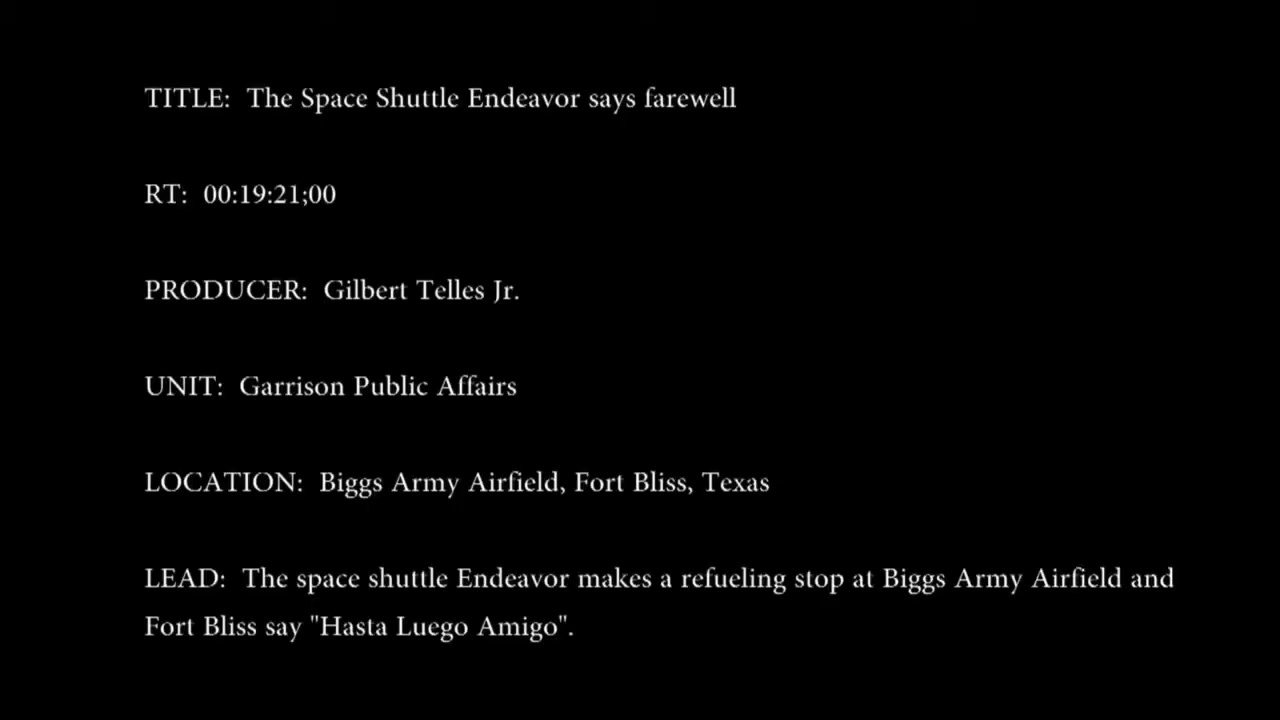 TITLE:  The Space Shuttle Endeavor says farewell
RT:  00:19:21;00
PRODUCER:  Gilbert Telles Jr.
UNIT:  Garrison Public Affairs
LOCATION:  Biggs Army Airfield, Fort Bliss, Texas
LEAD:  The space shuttle Endeavor makes a refueling stop at Biggs Army Airfield and
Fort Bliss say "Hasta Luego Amigo".